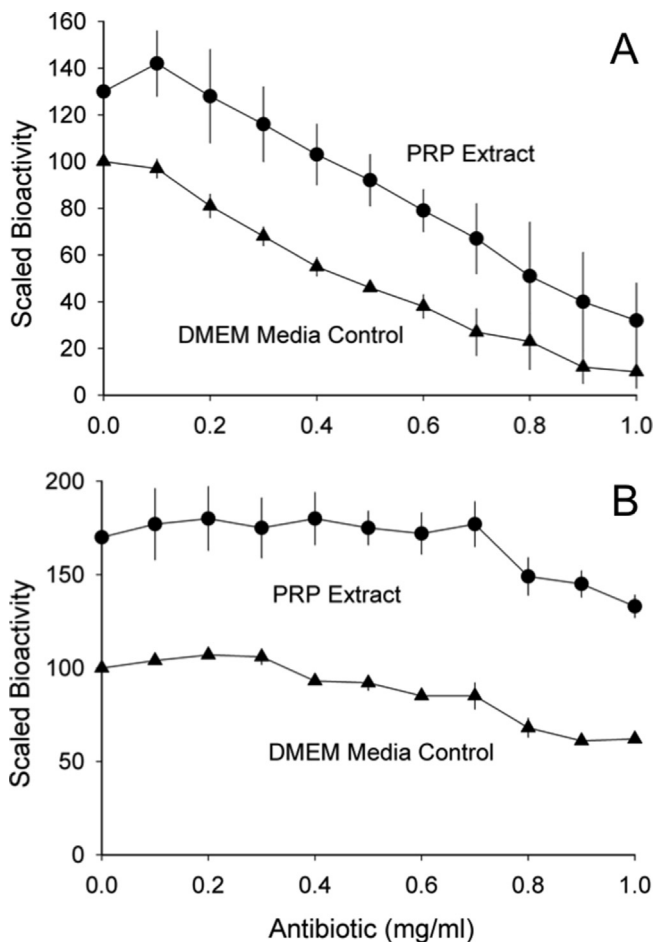 A
160
140
120
100
80
60
40
20
0
Scaled Bioactivity
PRP Extract
DMEM Media Control
0.0 0.2 0.4 0.6 0.8 1.0
B
200
150
100
50
0
Scaled Bioactivity
PRP Extract
DMEM Media Control
0.0 0.2 0.4 0.6 0.8 1.0
Antibiotic (mg/ml)